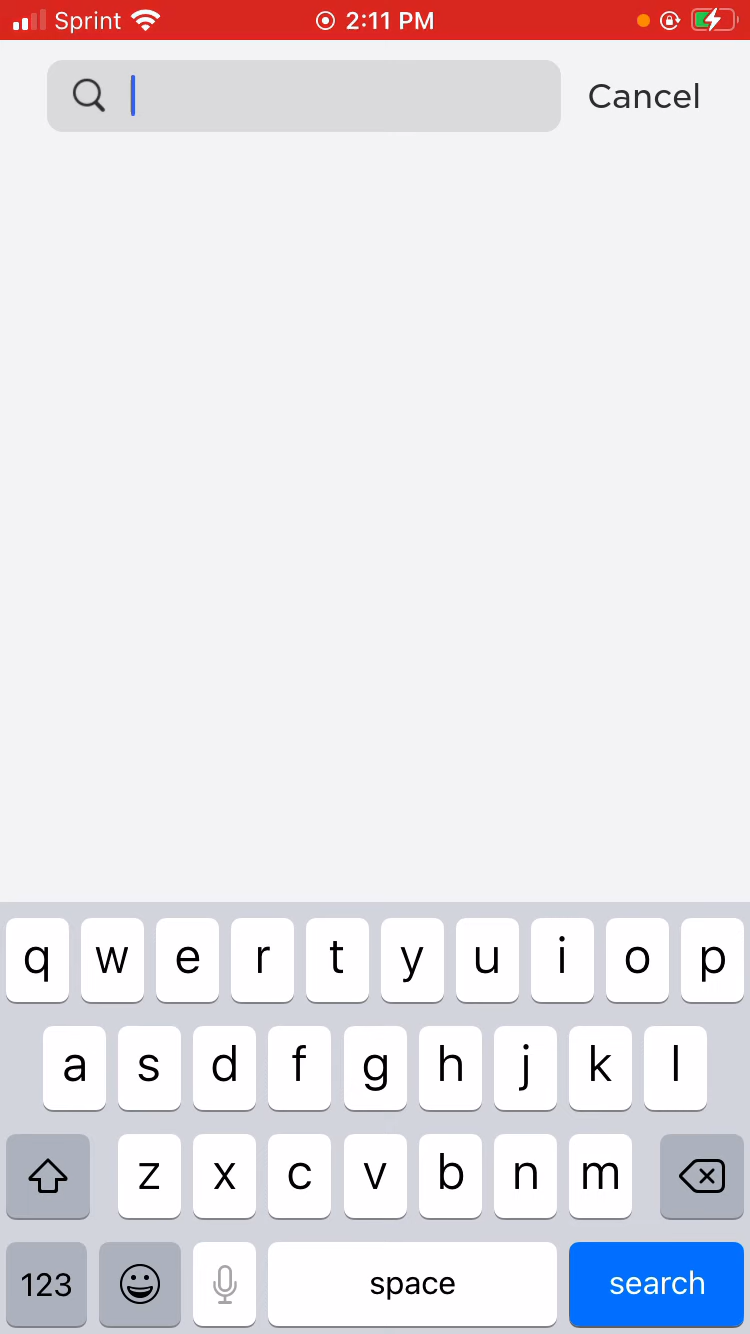 Sprint 2:11 PM
Cancel
q w e r t y u i o p
a s d f g h j k l
z x c v b n m
123 space search